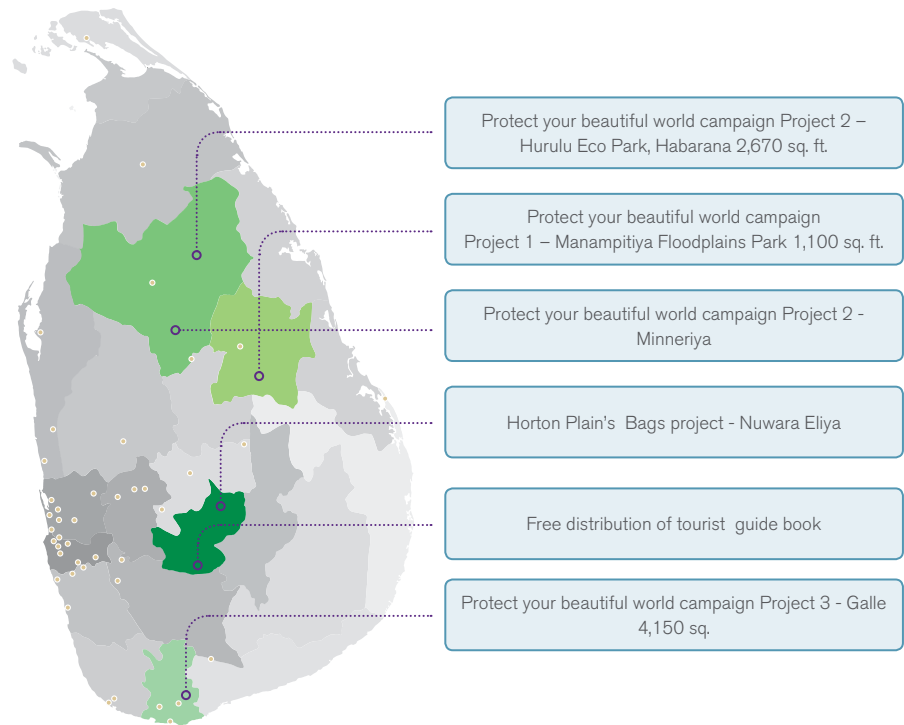 Protect your beautiful world campaign Project 2 –
Hurulu Eco Park, Habarana 2,670 sq. ft.
Protect your beautiful world campaign
Project 1 – Manampitiya Floodplains Park 1,100 sq. ft.
Protect your beautiful world campaign Project 2 -
Minneriya
Horton Plain's Bags project - Nuwara Eliya
Free distribution of tourist guide book
Protect your beautiful world campaign Project 3 - Galle
4,150 sq.